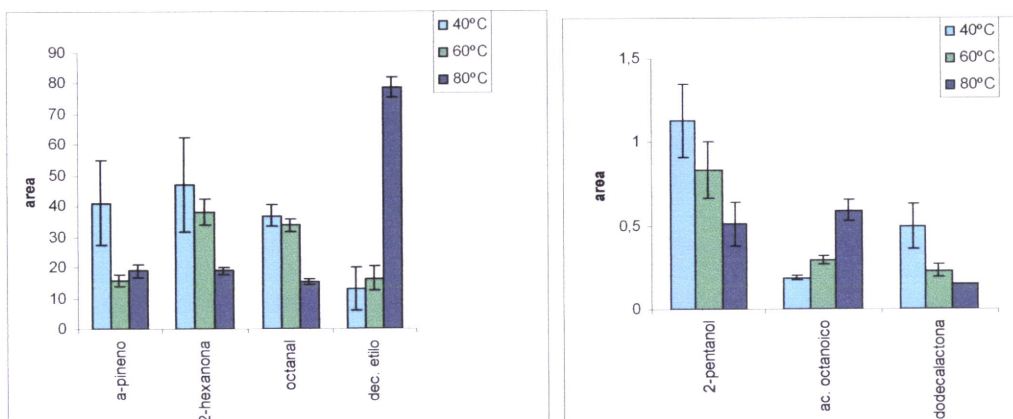 40ºC
60ºC
80ºC
90
80
70
60
50
40
30
20
10
0
area
a-pineno
2-hexanona
octanal
dec. etilo
40ºC
60ºC
80ºC
1,5
1
0,5
0
area
2-pentanol
ac. octanoico
dodecalactona